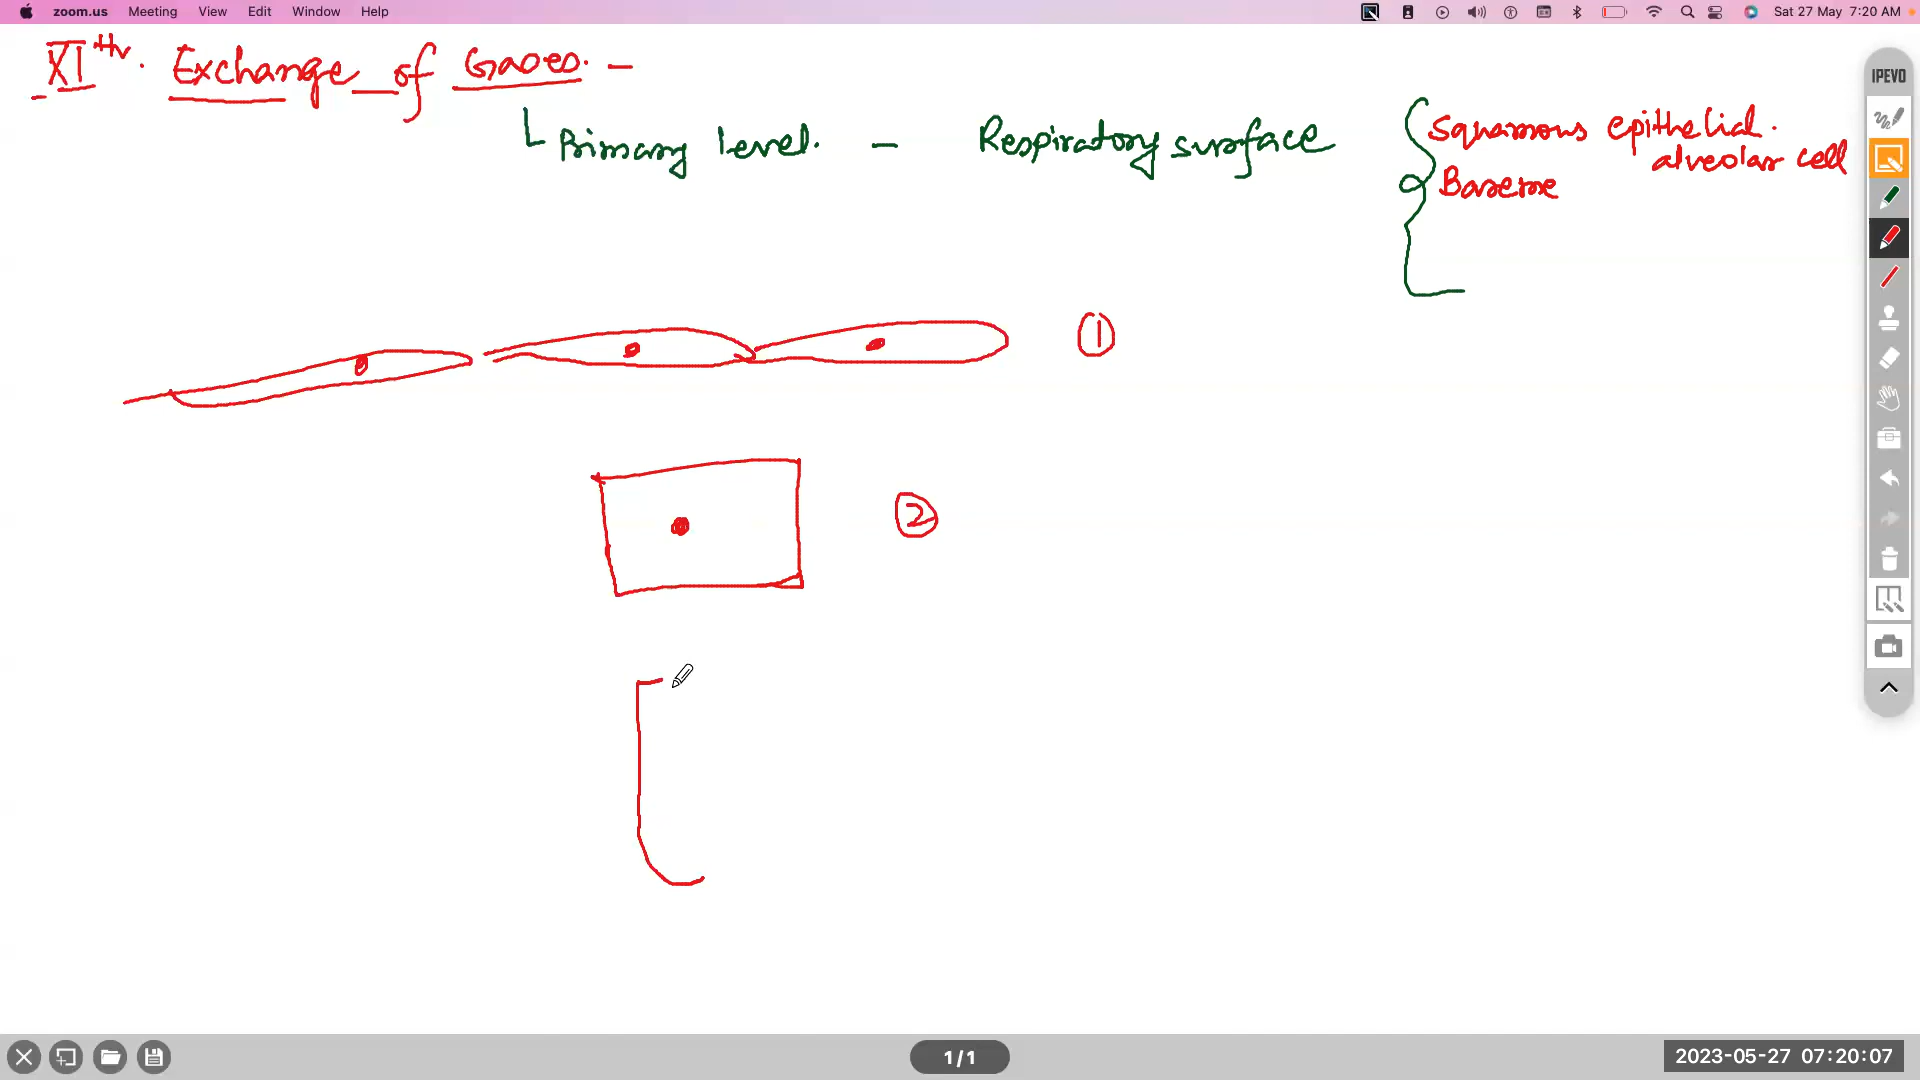 zoom.us Meeting View Edit Window Help Sat 27 May 7:20 AM
XIth. Exchange of Gases. -
IPEVO
Primary level. - Respiratory surface
Squamous epithelial.
alveolar cell
Baseme
1
2
1/1
2023-05-27 07:20:07